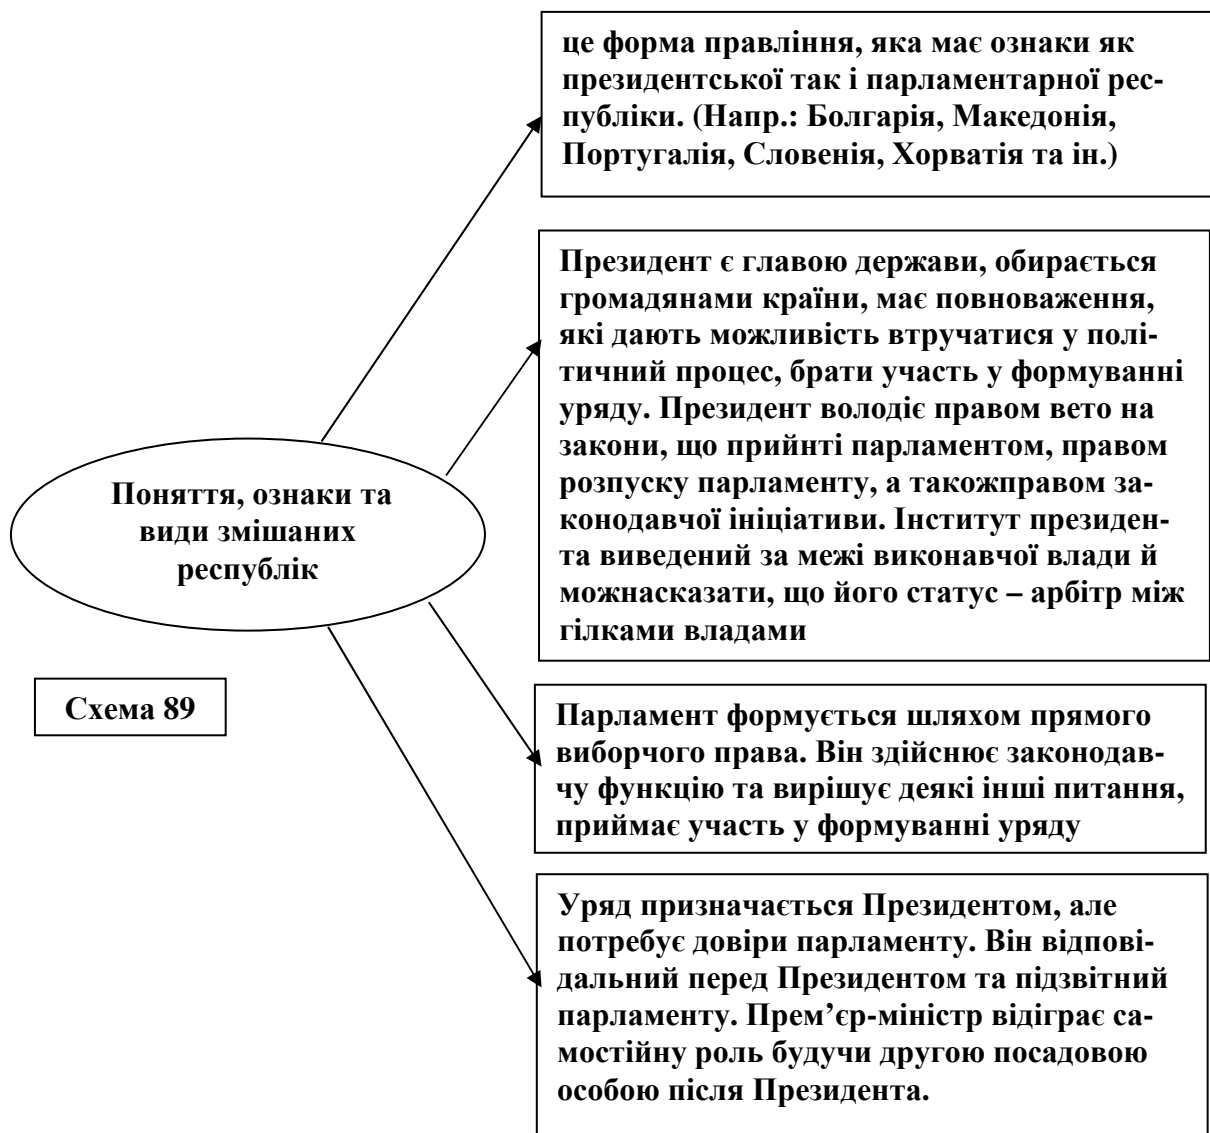 це форма правління, яка має ознаки як
президентської так і парламентарної рес-
публіки. (Напр.: Болгарія, Македонія,
Португалія, Словенія, Хорватія та ін.)
Президент є главою держави, обирається
громадянами країни, має повноваження,
які дають можливість втручатися у полі-
тичний процес, брати участь у формуванні
уряду. Президент володіє правом вето на
закони, що прийнті парламентом, правом
розпуску парламенту, а такожправом за-
конодавчої ініціативи. Інститут президен-
та виведений за межі виконавчої влади й
можнасказати, що його статус – арбітр між
гілками владами
Поняття, ознаки та
види змішаних
республік
Схема 89
Парламент формується шляхом прямого
виборчого права. Він здійснює законодав-
чу функцію та вирішує деякі інші питання,
приймає участь у формуванні уряду
Уряд призначається Президентом, але
потребує довіри парламенту. Він відпові-
дальний перед Президентом та підзвітний
парламенту. Прем’єр-міністр відіграє са-
мостійну роль будучи другою посадовою
особою після Президента.